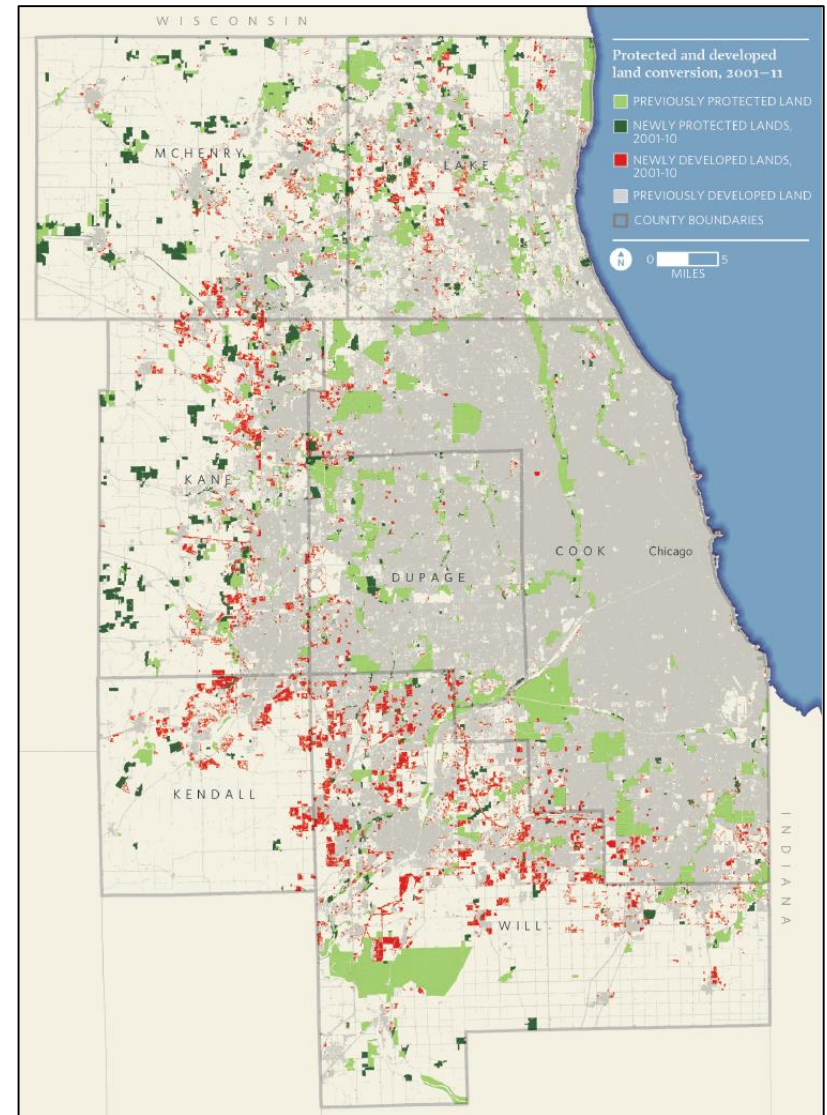 WISCONSIN
Protected and developed
land conversion, 2001–11
PREVIOUSLY PROTECTED LAND
NEWLY PROTECTED LANDS,
2001-10
NEWLY DEVELOPED LANDS,
2001-10
PREVIOUSLY DEVELOPED LAND
COUNTY BOUNDARIES
N
0 5
MILES
MCHENRY
LAKE
KANE
COOK
Chicago
DUPAGE
KENDALL
WILL
INDIANA